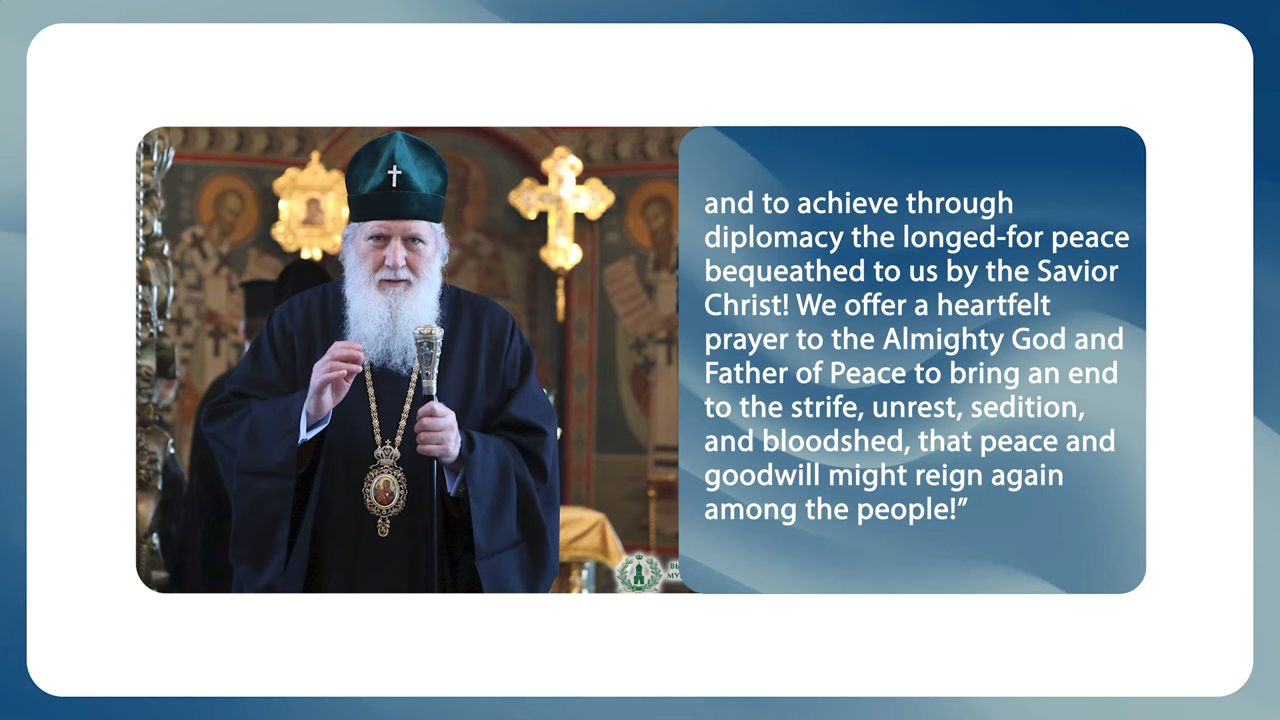 and to achieve through
diplomacy the longed-for peace
bequeathed to us by the Savior
Christ! We offer a heartfelt
prayer to the Almighty God and
Father of Peace to bring an end
to the strife, unrest, sedition,
and bloodshed, that peace and
goodwill might reign again
among the people!”